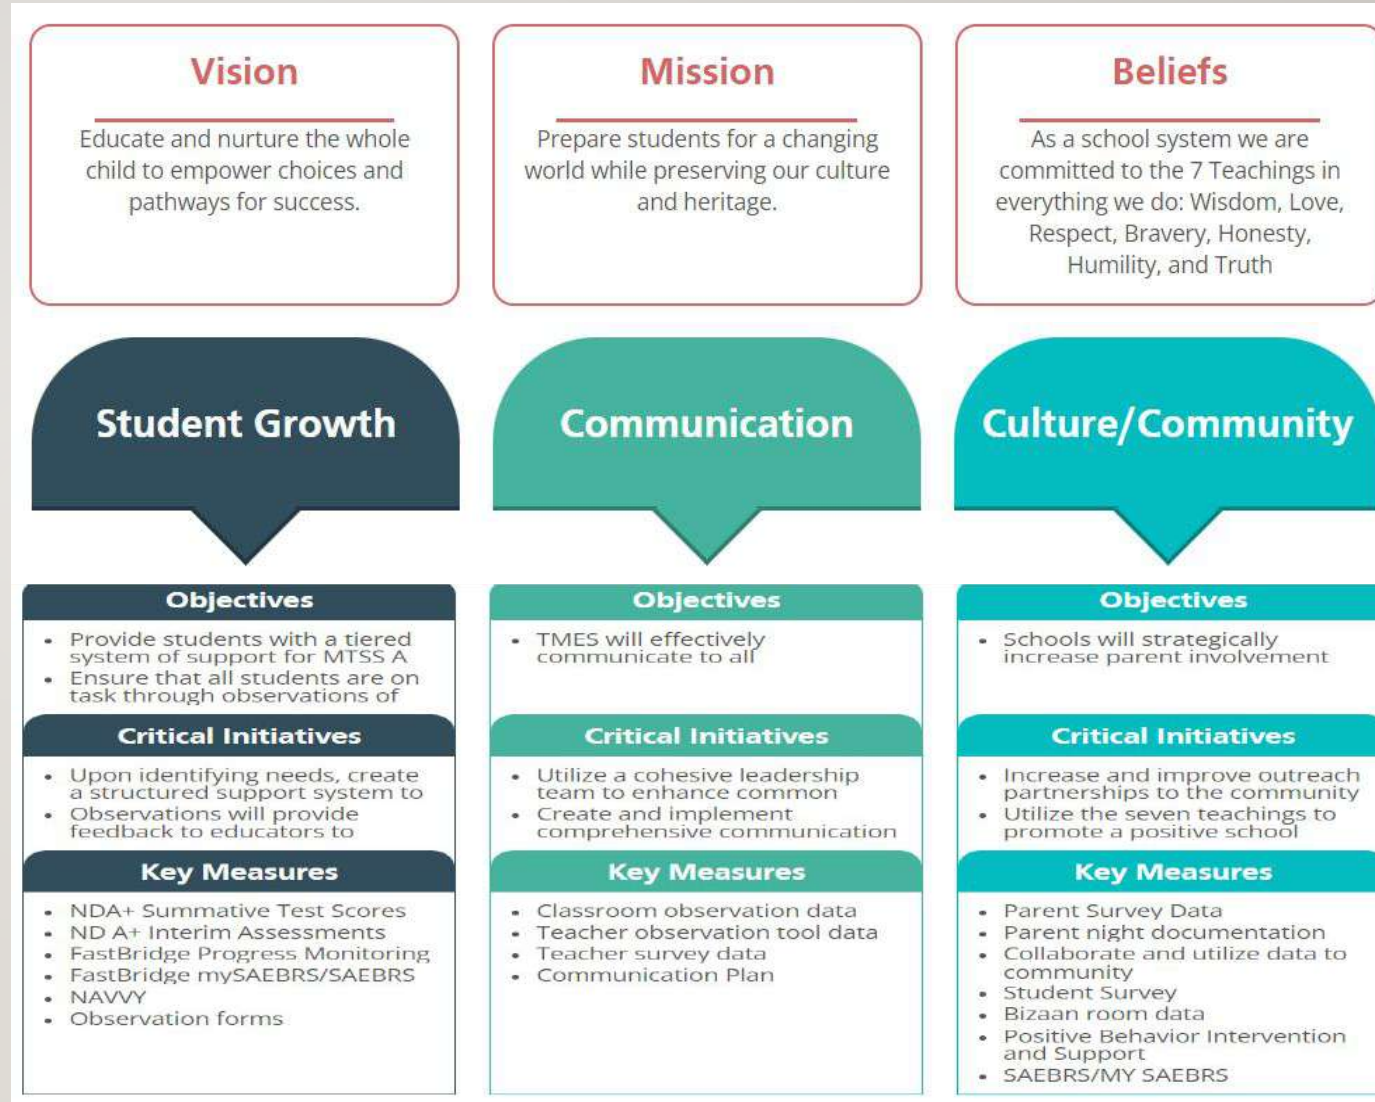 Vision
Educate and nurture the whole
child to empower choices and
pathways for success.
Mission
Prepare students for a changing
world while preserving our culture
and heritage.
Beliefs
As a school system we are
committed to the 7 Teachings in
everything we do: Wisdom, Love,
Respect, Bravery, Honesty,
Humility, and Truth
Student Growth
Communication
Culture/Community
Objectives
• Provide students with a tiered
system of support for MTSS A
• Ensure that all students are on
task through observations of
Critical Initiatives
• Upon identifying needs, create
a structured support system to
• Observations will provide
feedback to educators to
Key Measures
• NDA+ Summative Test Scores
• ND A+ Interim Assessments
• FastBridge Progress Monitoring
• FastBridge mySAEBRS/SAEBRS
• NAVVY
• Observation forms
Objectives
• TMES will effectively
communicate to all
Critical Initiatives
• Utilize a cohesive leadership
team to enhance common
• Create and implement
comprehensive communication
Key Measures
• Classroom observation data
• Teacher observation tool data
• Teacher survey data
• Communication Plan
Objectives
• Schools will strategically
increase parent involvement
Critical Initiatives
• Increase and improve outreach
partnerships to the community
• Utilize the seven teachings to
promote a positive school
Key Measures
• Parent Survey Data
• Parent night documentation
• Collaborate and utilize data to
community
• Student Survey
• Bizaan room data
• Positive Behavior Intervention
and Support
• SAEBRS/MY SAEBRS